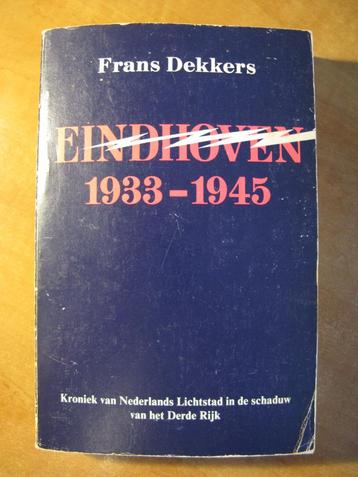 Frans Dekkers
EINDHOVEN
1933–1945
Kroniek van Nederlands Lichtstad in de schaduw
van het Derde Rijk